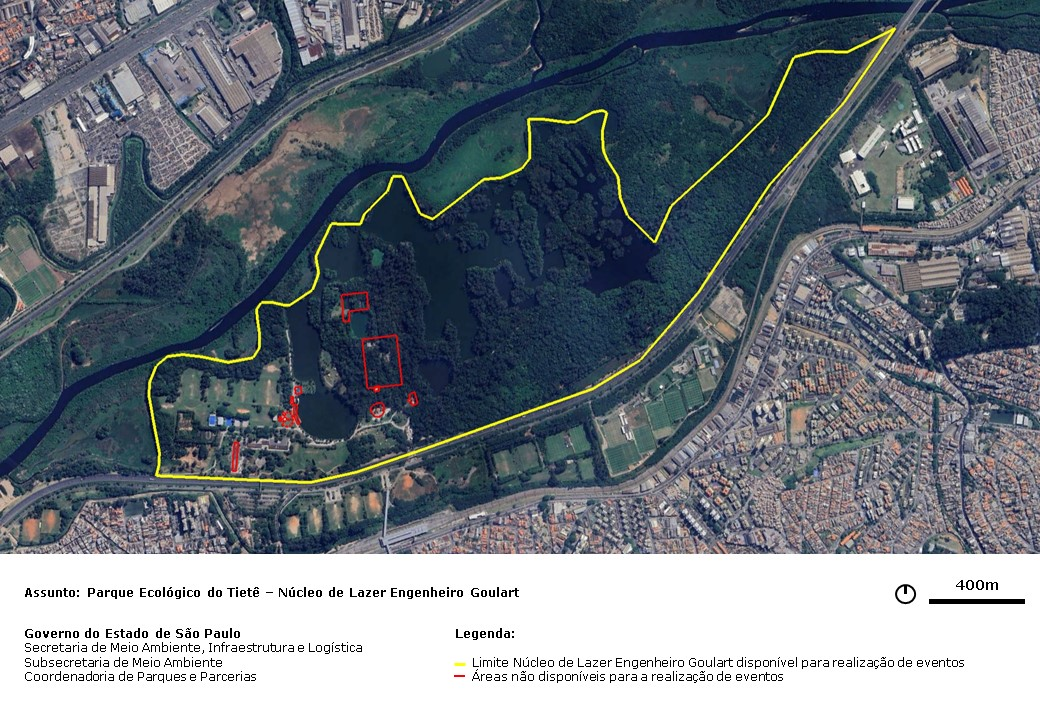 Assunto: Parque Ecológico do Tietê – Núcleo de Lazer Engenheiro Goulart
400m
Governo do Estado de São Paulo
Secretaria de Meio Ambiente, Infraestrutura e Logística
Subsecretaria de Meio Ambiente
Coordenadoria de Parques e Parcerias
Legenda:
Limite Núcleo de Lazer Engenheiro Goulart disponível para realização de eventos
Áreas não disponíveis para a realização de eventos